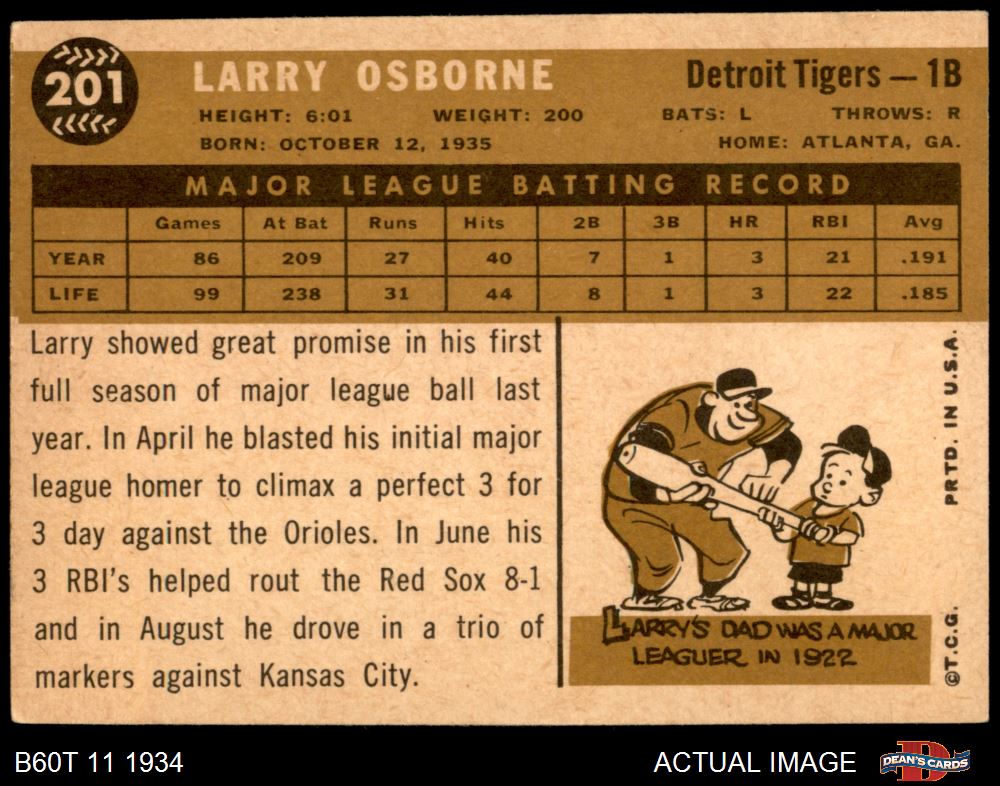 201
LARRY OSBORNE
Detroit Tigers — 1B
HEIGHT: 6:01 WEIGHT: 200 BATS: L THROWS: R
BORN: OCTOBER 12, 1935 HOME: ATLANTA, GA.
MAJOR LEAGUE BATTING RECORD
Games At Bat Runs Hits 2B 3B HR RBI Avg
YEAR 86 209 27 40 7 1 3 21 .191
LIFE 99 238 31 44 8 1 3 22 .185
Larry showed great promise in his first
full season of major league ball last
year. In April he blasted his initial major
league homer to climax a perfect 3 for
3 day against the Orioles. In June his
3 RBI's helped rout the Red Sox 8-1
and in August he drove in a trio of
markers against Kansas City.
LARRY'S DAD WAS A MAJOR
LEAGUER IN 1922
©T.C.G. PRTD. IN U.S.A.
B60T 11 1934
ACTUAL IMAGE
D
DEAN'S CARDS